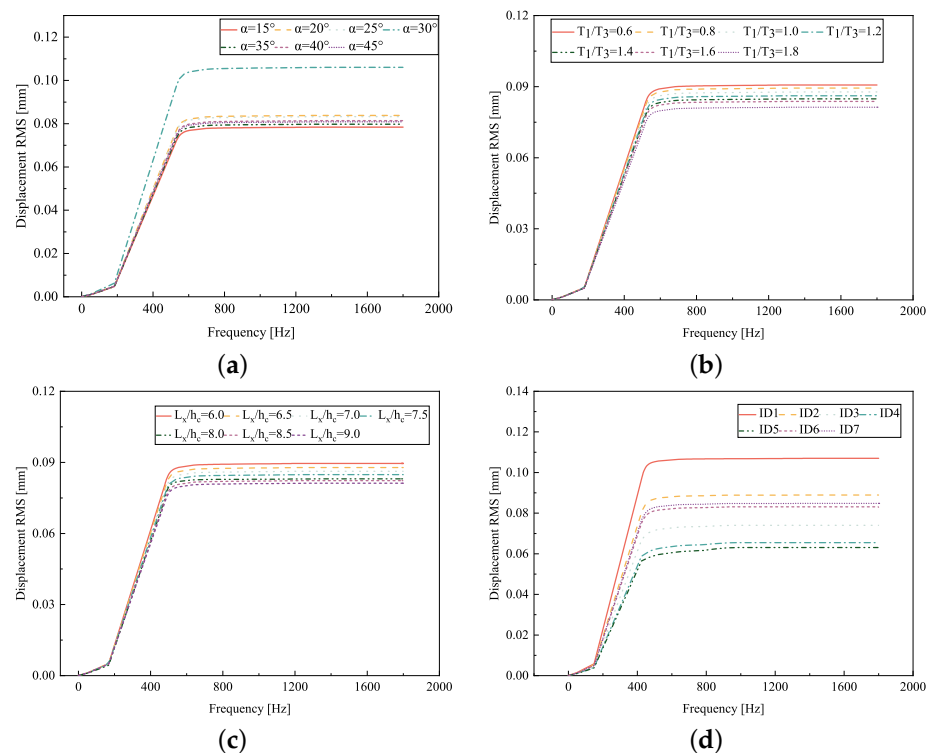 α=15° α=20° α=25° α=30°
α=35° α=40° α=45°
0.12
0.10
0.08
0.06
0.04
0.02
0.00
Displacement RMS [mm]
0 400 800 1200 1600 2000
Frequency [Hz]
(a)
T₁/T₃=0.6 T₁/T₃=0.8 T₁/T₃=1.0 T₁/T₃=1.2
T₁/T₃=1.4 T₁/T₃=1.6 T₁/T₃=1.8
0.12
0.09
0.06
0.03
0.00
Displacement RMS [mm]
0 400 800 1200 1600 2000
Frequency [Hz]
(b)
Lₓ/h_c=6.0 Lₓ/h_c=6.5 Lₓ/h_c=7.0 Lₓ/h_c=7.5
Lₓ/h_c=8.0 Lₓ/h_c=8.5 Lₓ/h_c=9.0
0.12
0.09
0.06
0.03
0.00
Displacement RMS [mm]
0 400 800 1200 1600 2000
Frequency [Hz]
(c)
ID1 ID2 ID3 ID4
ID5 ID6 ID7
0.14
0.12
0.10
0.08
0.06
0.04
0.02
0.00
Displacement RMS [mm]
0 400 800 1200 1600 2000
Frequency [Hz]
(d)